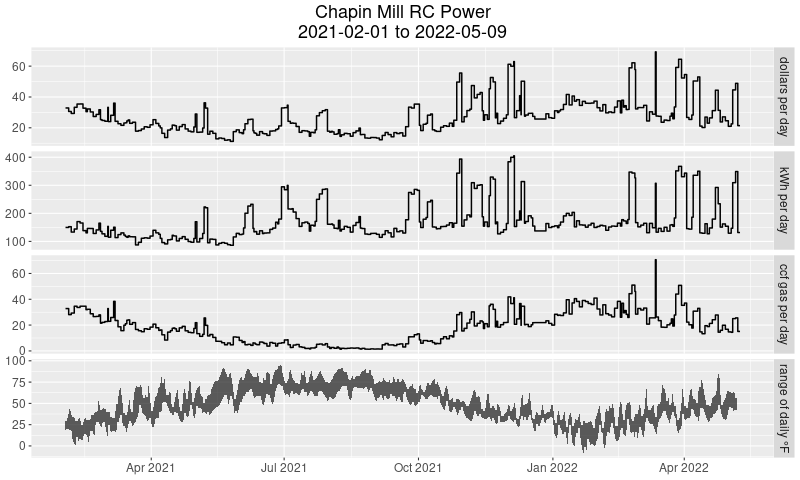 Chapin Mill RC Power
2021-02-01 to 2022-05-09
60
40
20
dollars per day
400
300
200
100
kWh per day
60
40
20
0
ccf gas per day
100
75
50
25
0
range of daily °F
Apr 2021
Jul 2021
Oct 2021
Jan 2022
Apr 2022